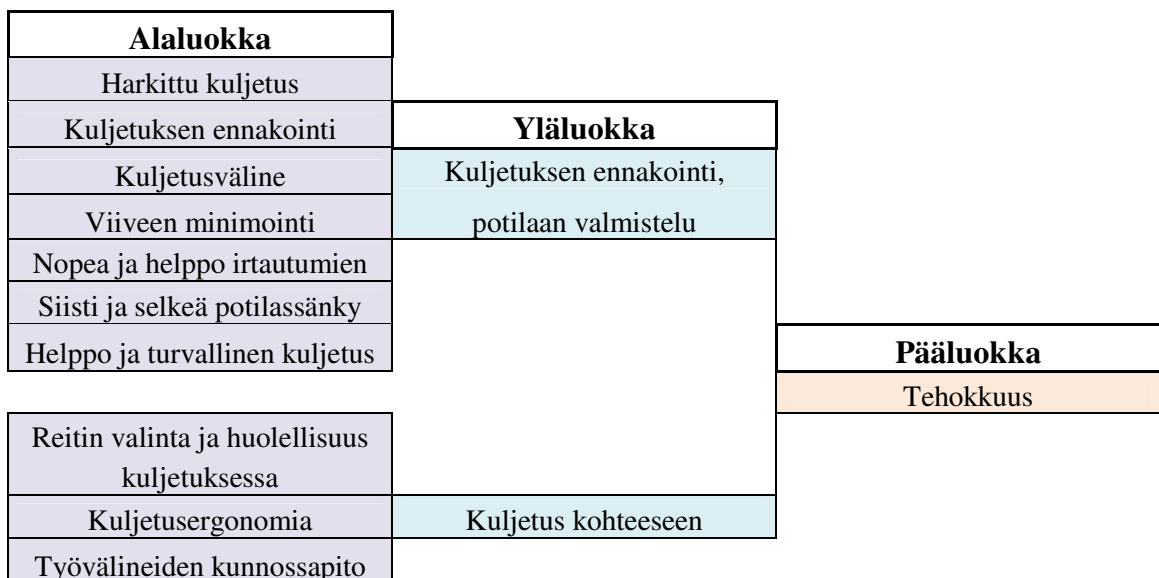 Alaluokka
Harkittu kuljetus
Kuljetuksen ennakointi
Kuljetusväline
Viiveen minimointi
Nopea ja helppo irtautumien
Siisti ja selkeä potilassänky
Helppo ja turvallinen kuljetus
Reitin valinta ja huolellisuus
kuljetuksessa
Kuljetusergonomia
Työvälineiden kunnossapito
Yläluokka
Kuljetuksen ennakointi,
potilaan valmistelu
Kuljetus kohteeseen
Pääluokka
Tehokkuus